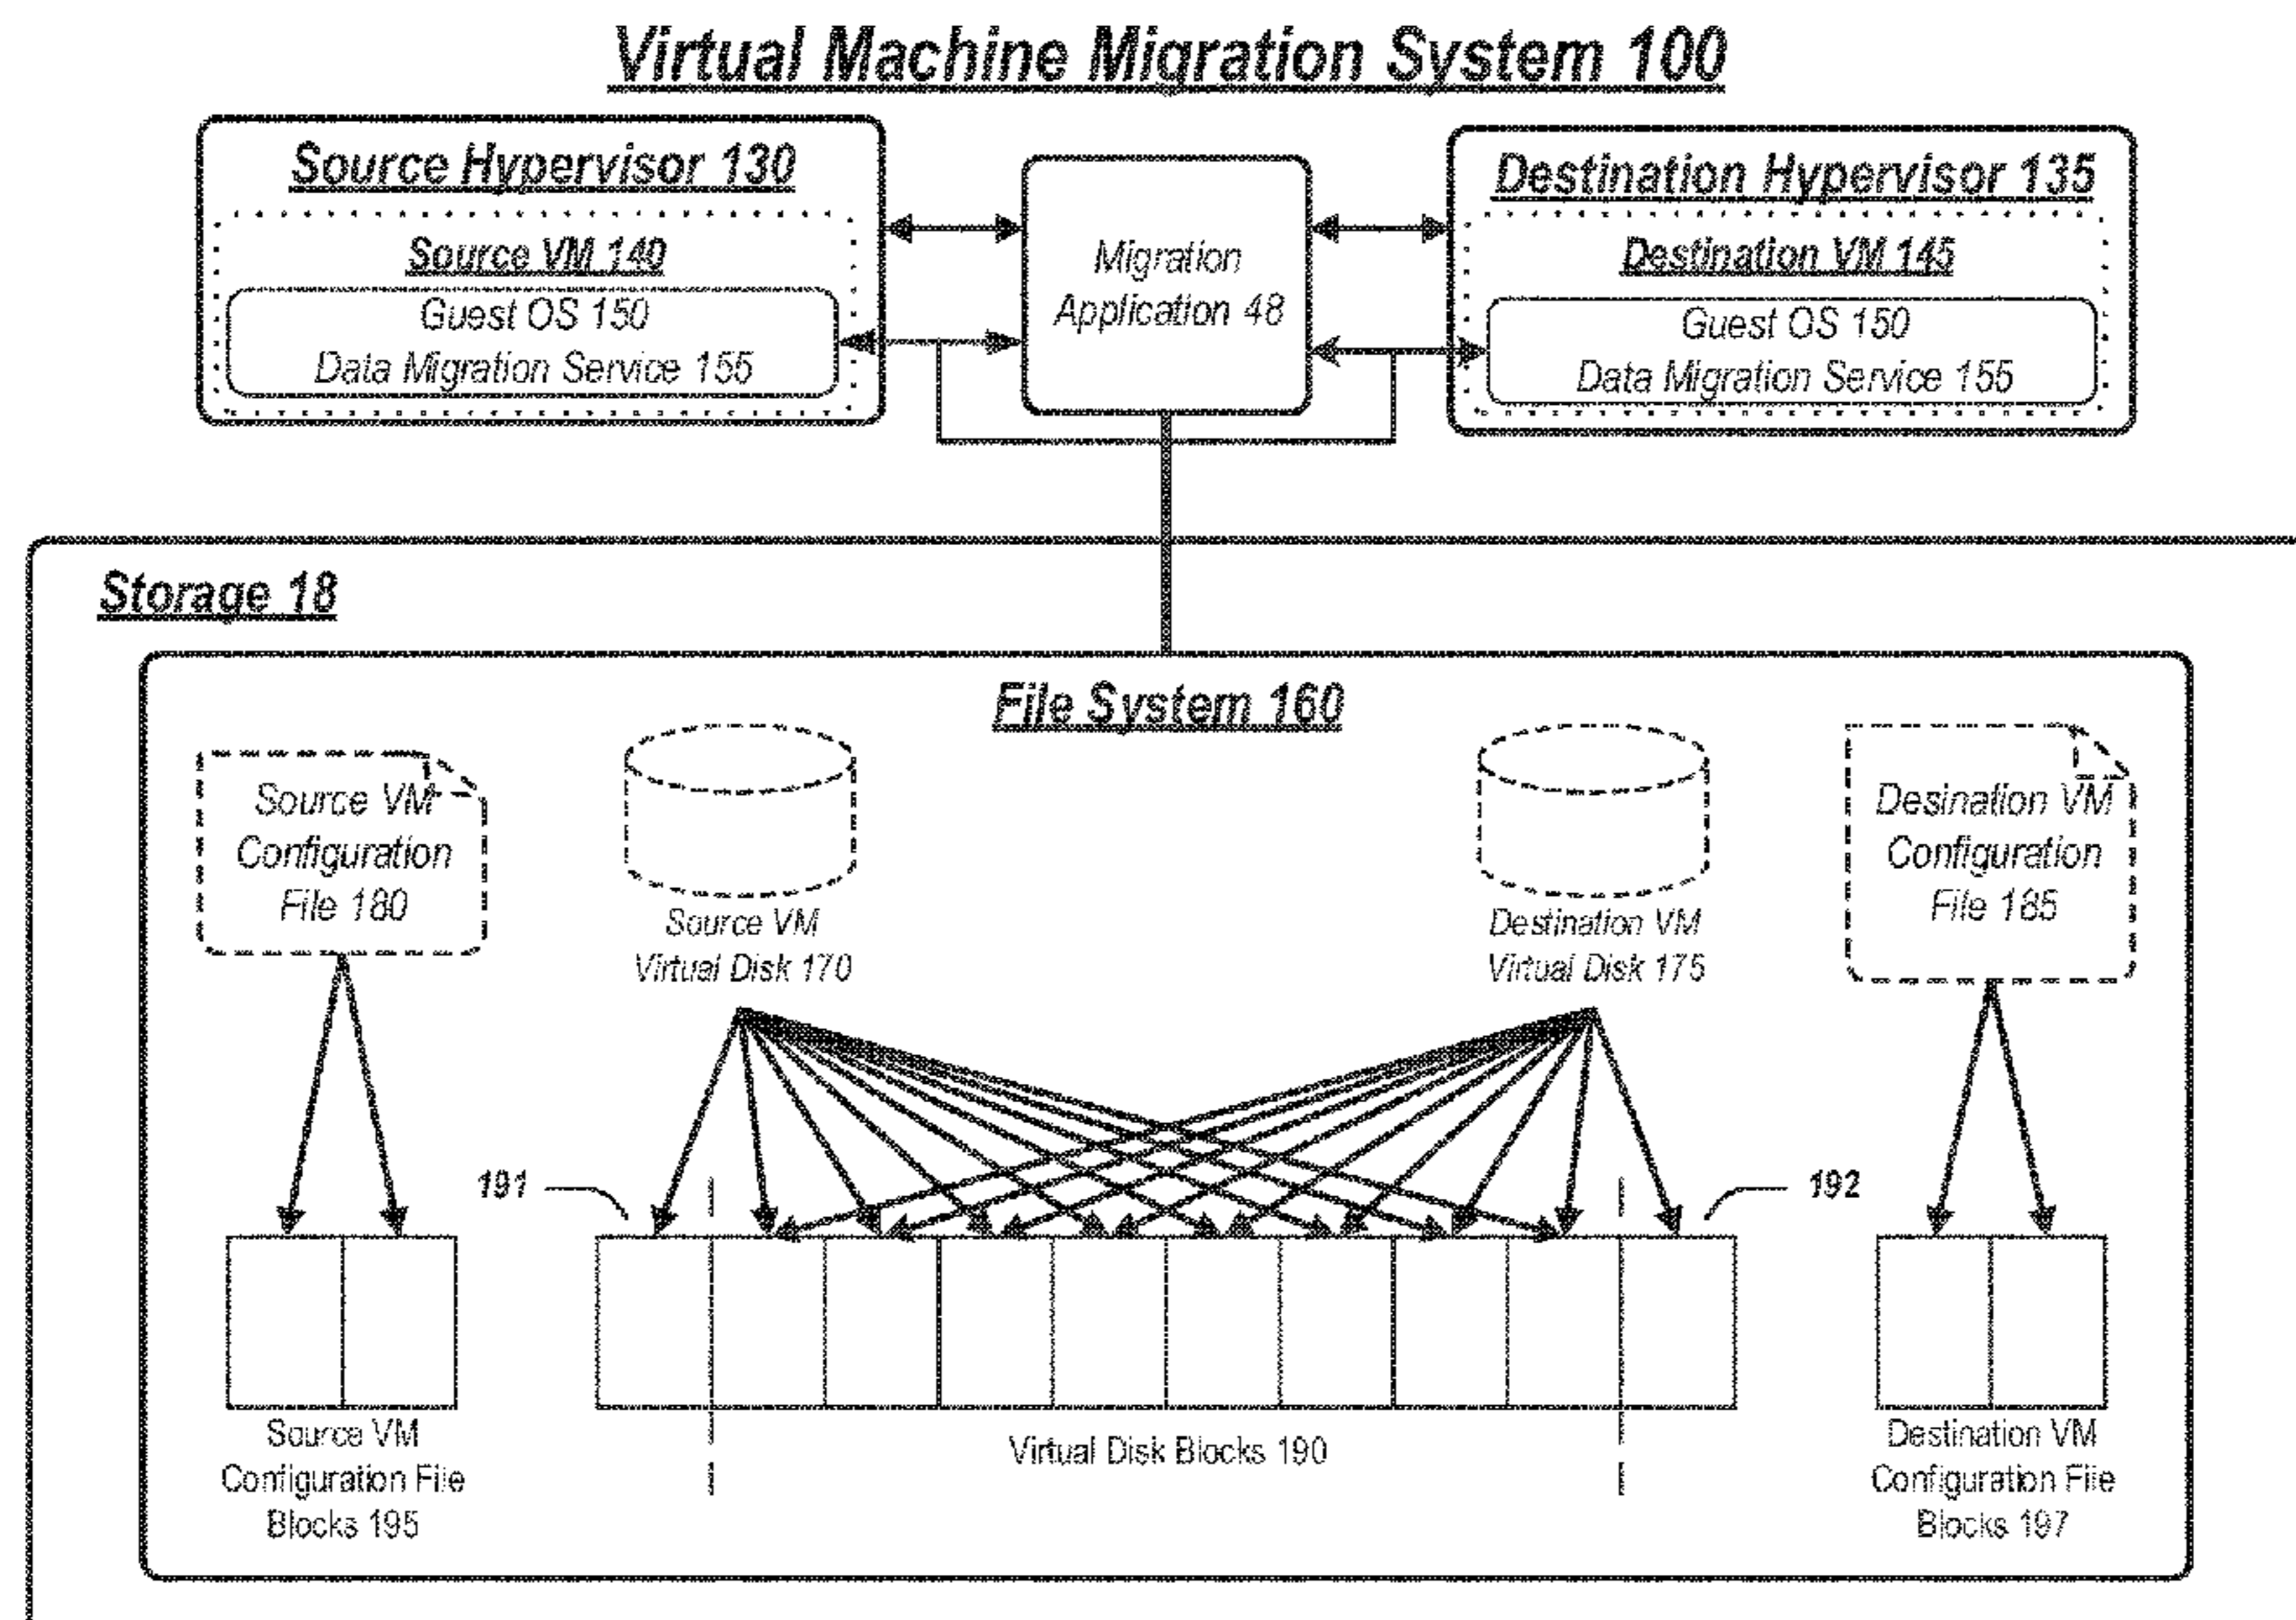 Virtual Machine Migration System 100
Source Hypervisor 130
Source VM 140
Guest OS 150
Data Migration Service 155
Migration
Application 48
Destination Hypervisor 135
Destination VM 145
Guest OS 150
Data Migration Service 155
Storage 18
File System 160
Source VM
Configuration
File 180
Source VM
Virtual Disk 170
Destination VM
Virtual Disk 175
Desination VM
Configuration
File 185
191
192
Source VM
Configuration File
Blocks 195
Virtual Disk Blocks 190
Destination VM
Configuration File
Blocks 197